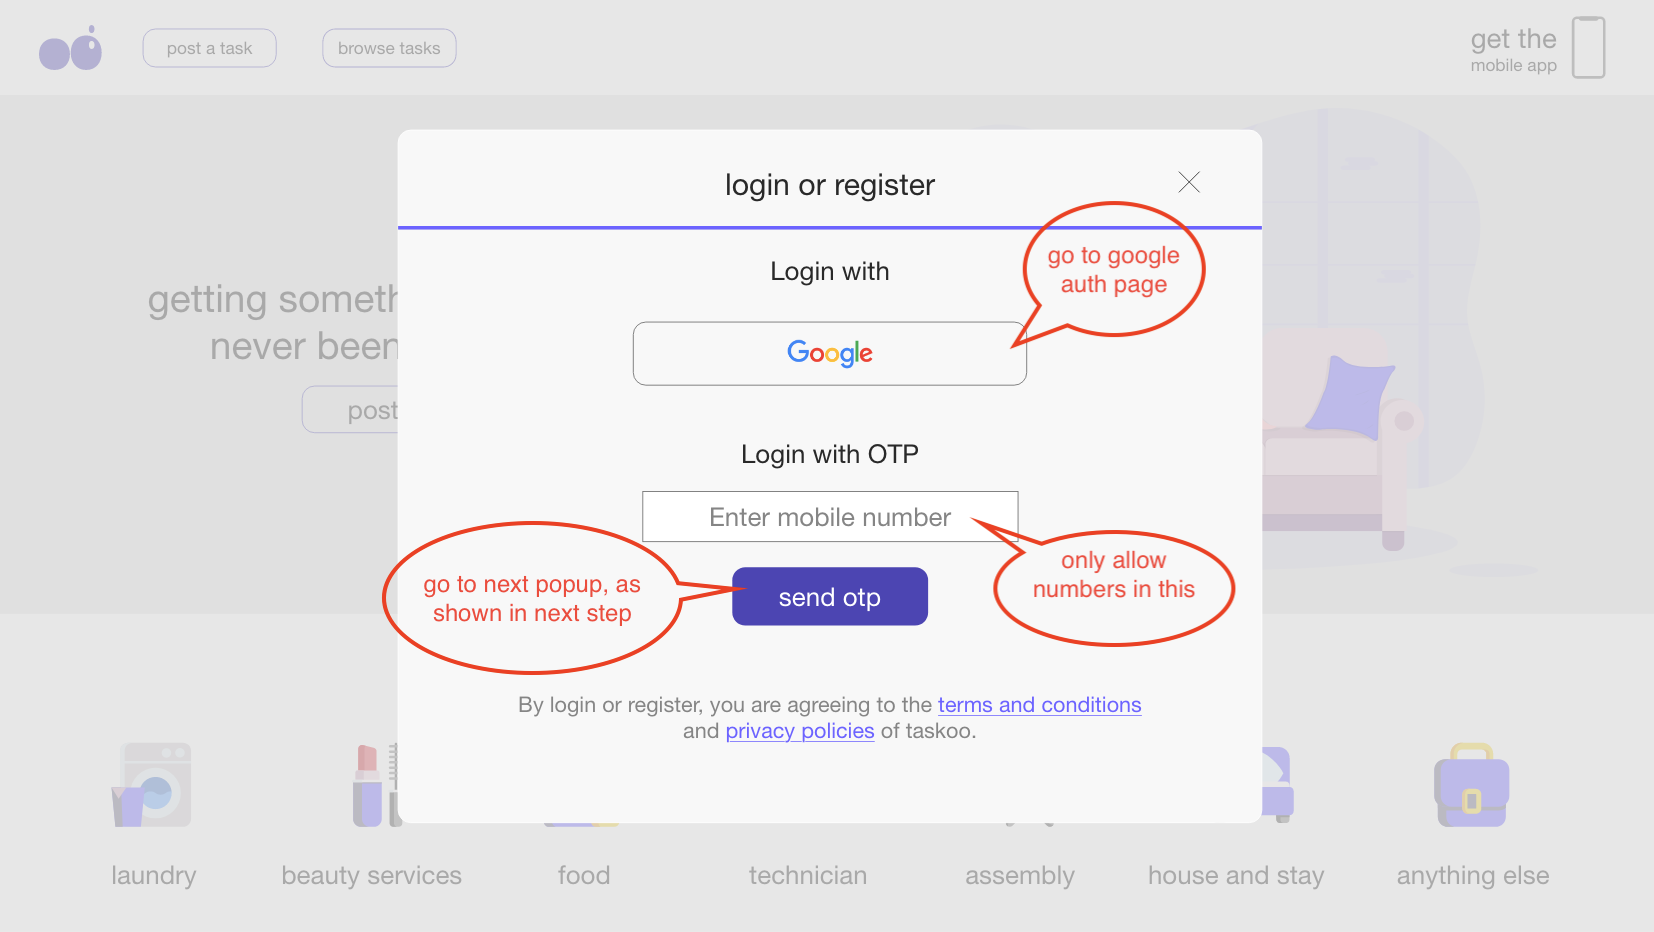 post a task
browse tasks
get the
mobile app
login or register
go to google
auth page
Login with
Google
getting someth
never been
post
Login with OTP
Enter mobile number
only allow
numbers in this
go to next popup, as
shown in next step
send otp
By login or register, you are agreeing to the terms and conditions
and privacy policies of taskoo.
laundry
beauty services
food
technician
assembly
house and stay
anything else